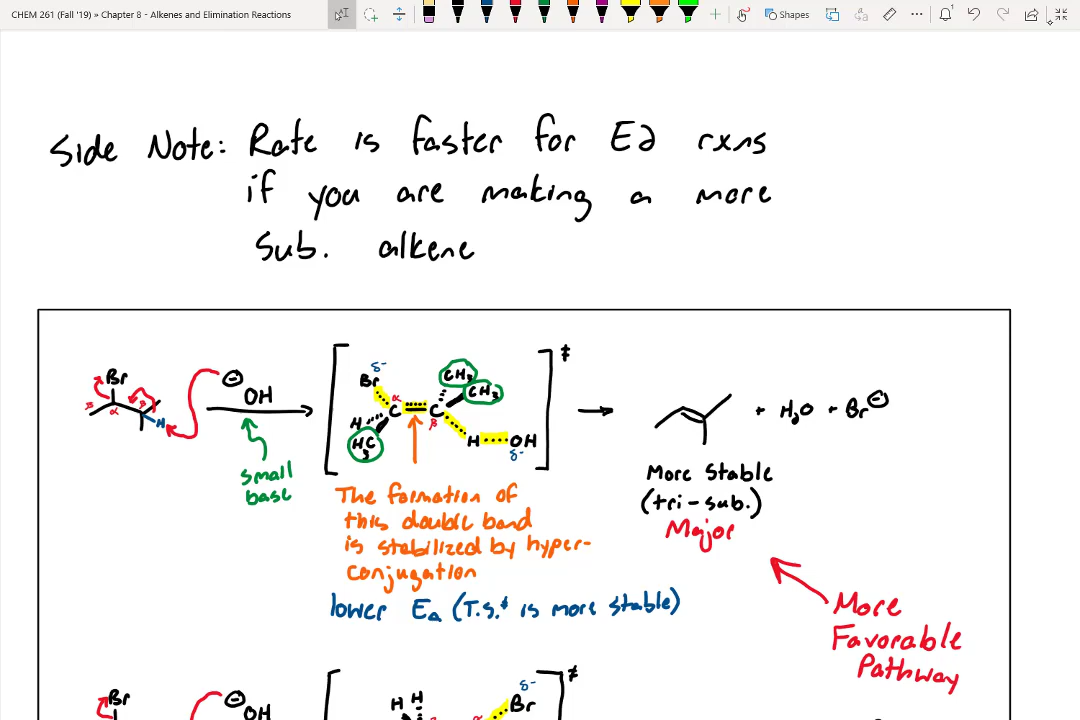 CHEM 261 (Fall '19) » Chapter 8 - Alkenes and Elimination Reactions
Shapes
Side Note: Rate is faster for E2 rxns
if you are making a more
sub. alkene
Br
α
β
H
⊖
OH
small
base
δ-
Br
CH3
CH3
α
C
C
β
H
H3C
H
OH
δ-
‡
+ H2O + Br⊖
The formation of
this double bond
is stabilized by hyper-
conjugation
lower Ea (T.S.‡ is more stable)
More Stable
(tri-sub.)
Major
More
Favorable
Pathway
Br
⊖
OH
H H
δ-
Br
α
‡